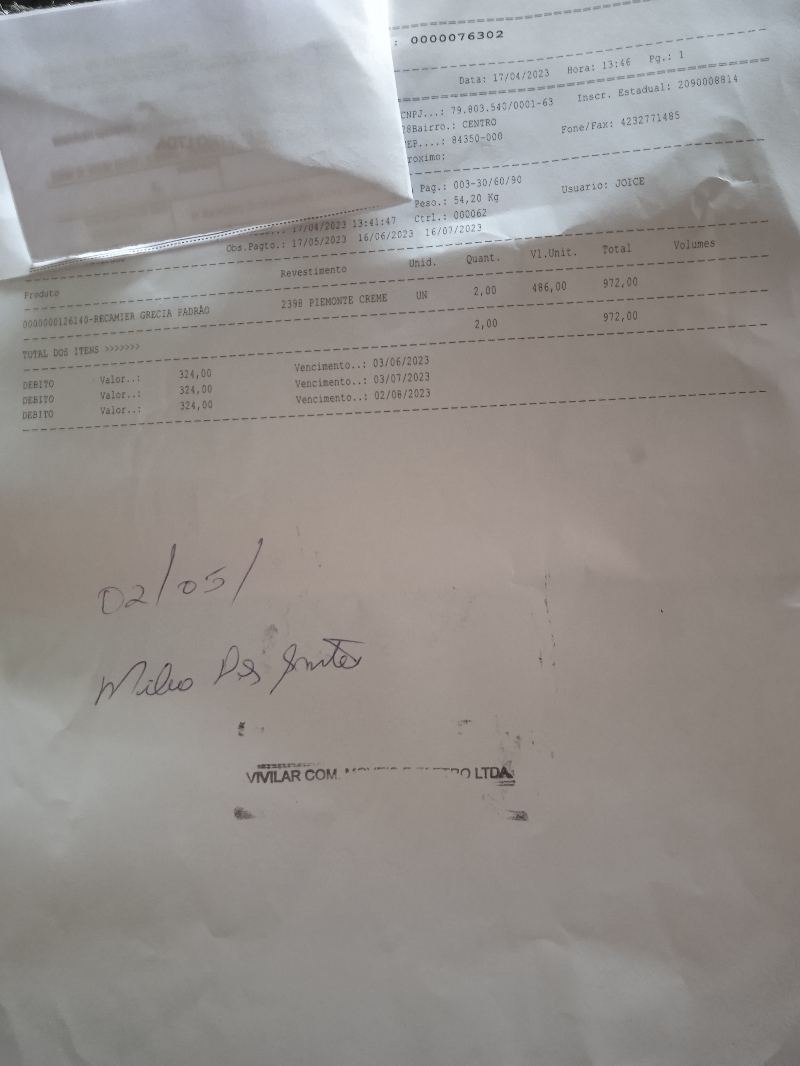 : 0000076302
Data: 17/04/2023 Hora: 13:46 Pg.: 1
CNPJ...: 79.803.540/0001-63 Inscr. Estadual: 2090008814
78Bairro.: CENTRO
EP....: 84350-000 Fone/Fax: 4232771485
roximo:
Pag.: 003-30/60/90
Peso.: 54,20 Kg Usuario: JOICE
17/04/2023 13:41:47 Ctrl.: 000062
Obs.Pagto.: 17/05/2023 16/06/2023 16/07/2023
Produto Revestimento Unid. Quant. Vl.Unit. Total Volumes
0000000126140-RECAMIER GRECIA PADRÃO 2398 PIEMONTE CREME UN 2,00 486,00 972,00
TOTAL DOS ITENS >>>>>>> 2,00 972,00
DEBITO Valor..: 324,00 Vencimento..: 03/06/2023
DEBITO Valor..: 324,00 Vencimento..: 03/07/2023
DEBITO Valor..: 324,00 Vencimento..: 02/08/2023
02/05/
VIVILAR COM. LTDA.